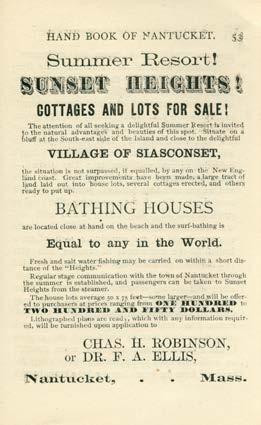 HAND BOOK OF NANTUCKET. 53
Summer Resort!
SUNSET HEIGHTS!
COTTAGES AND LOTS FOR SALE!
The attention of all seeking a delightful Summer Resort is invited
to the natural advantages and beauties of this spot. Situate on a
bluff at the South-east side of the Island and close to the delightful
VILLAGE OF SIASCONSET,
the situation is not surpassed, if equalled, by any on the New Eng-
land coast. Great improvements have been made, a large tract of
land laid out into house lots, several cottages erected, and others
ready to put up.
BATHING HOUSES
are located close at hand on the beach and the surf-bathing is
Equal to any in the World.
Fresh and salt water fishing may be carried on within a short dis-
tance of the "Heights."
Regular stage communication with the town of Nantucket through
the summer is established, and passengers can be taken to Sunset
Heights from the steamer.
The house lots average 50 x 75 feet—some larger—and will be offer-
ed to purchasers at prices ranging from ONE HUNDRED to
TWO HUNDRED AND FIFTY DOLLARS.
Lithographed plans are ready, which with any information requir-
ed, will be furnished upon application to
CHAS. H. ROBINSON,
or DR. F. A. ELLIS,
Nantucket, - - Mass.